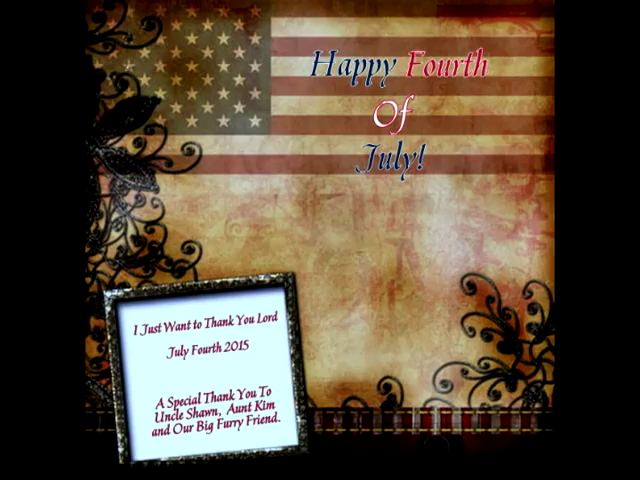 Happy Fourth
Of
July!
I Just Want to Thank You Lord
July Fourth 2015
A Special Thank You To
Uncle Shawn, Aunt Kim
and Our Big Furry Friend.